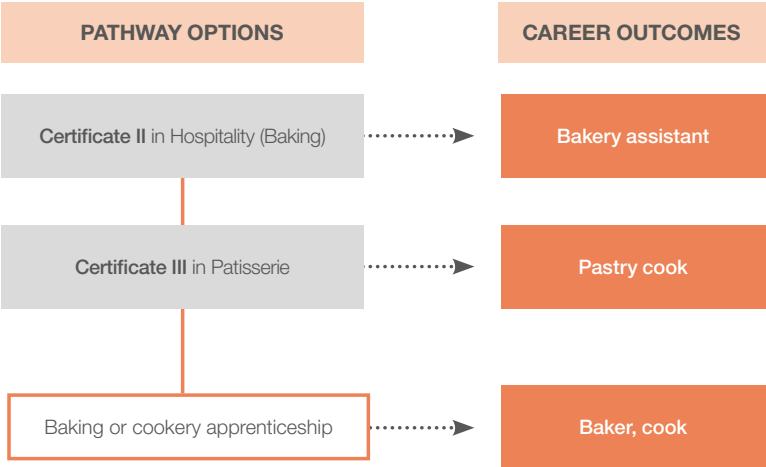 PATHWAY OPTIONS
CAREER OUTCOMES
Certificate II in Hospitality (Baking)
Bakery assistant
Certificate III in Patisserie
Pastry cook
Baking or cookery apprenticeship
Baker, cook